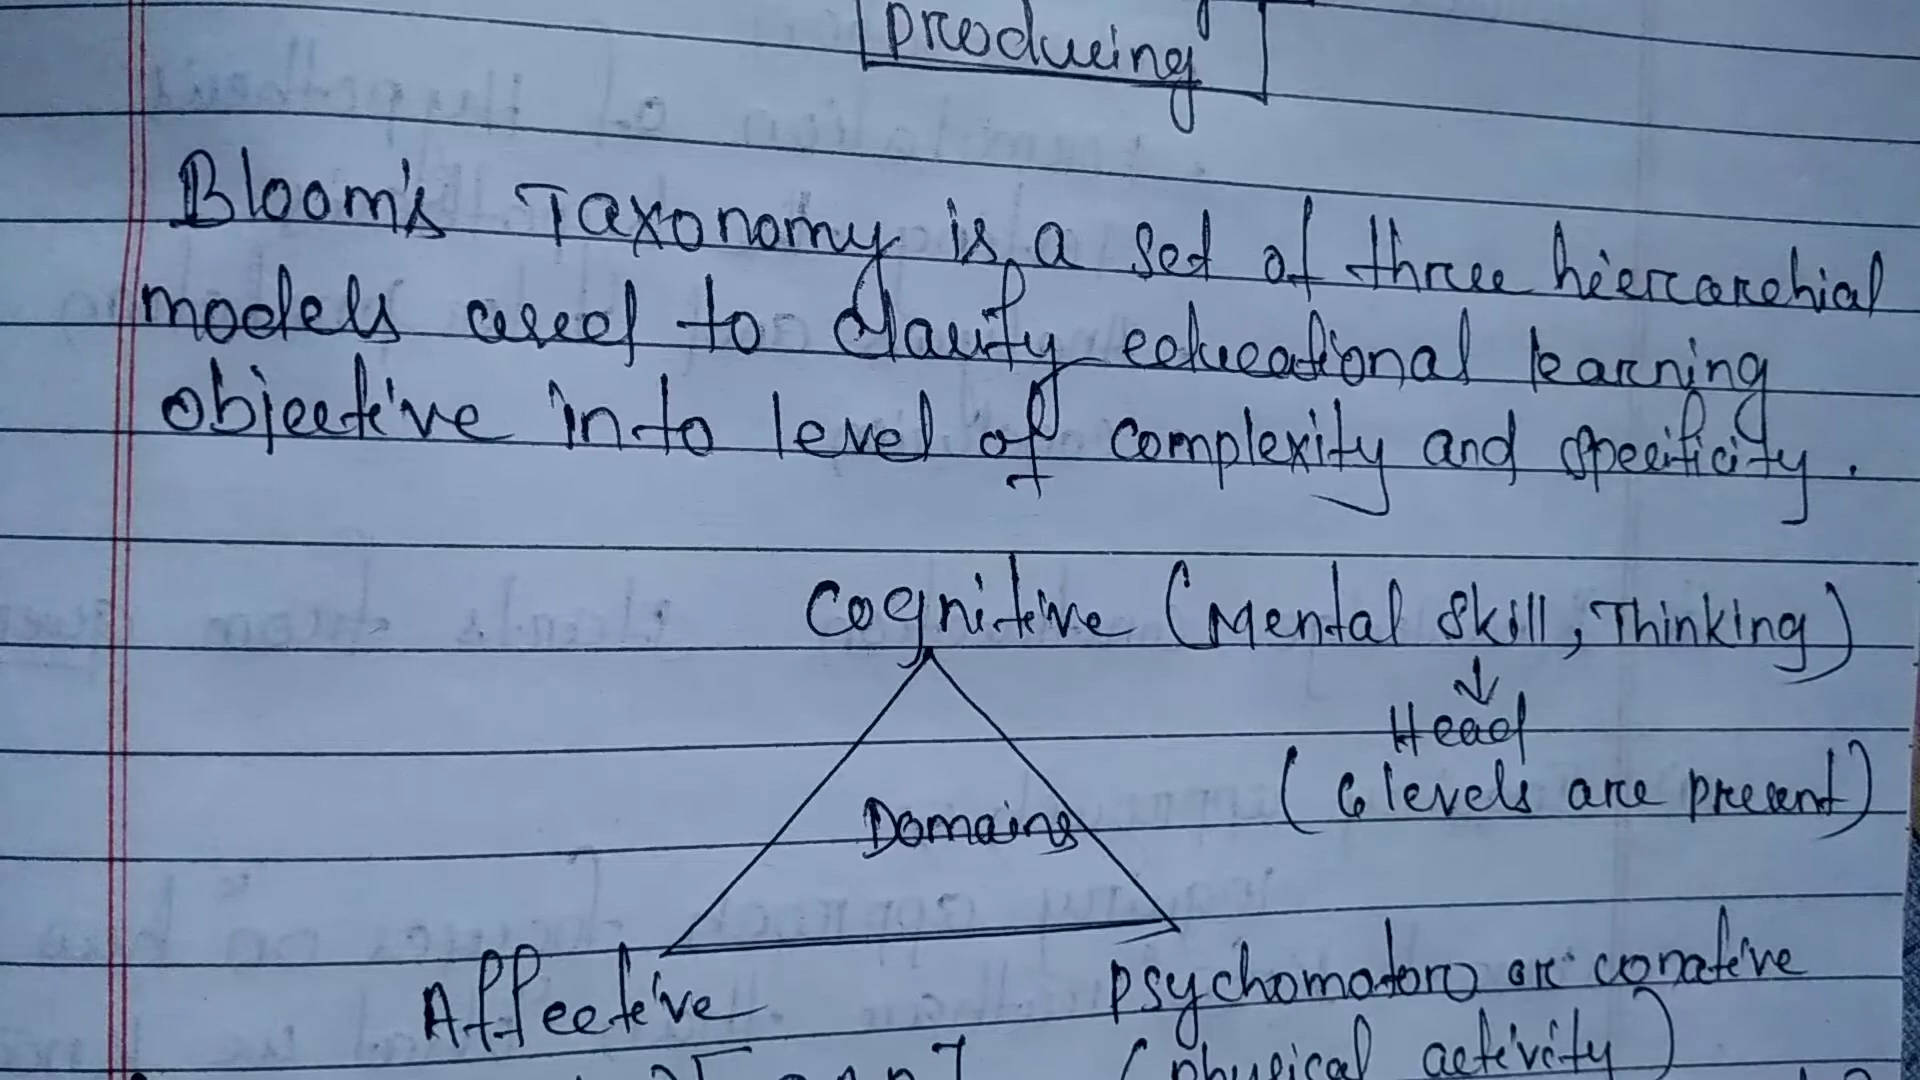 producing
Bloom's Taxonomy is a set of three hierarchial
models used to clarify educational learning
objective into level of complexity and specificity.
Cognitive (Mental skill, Thinking)
↓
Head
(6 levels are present)
Domains
Affective
psychomotor or conative
(physical activity)